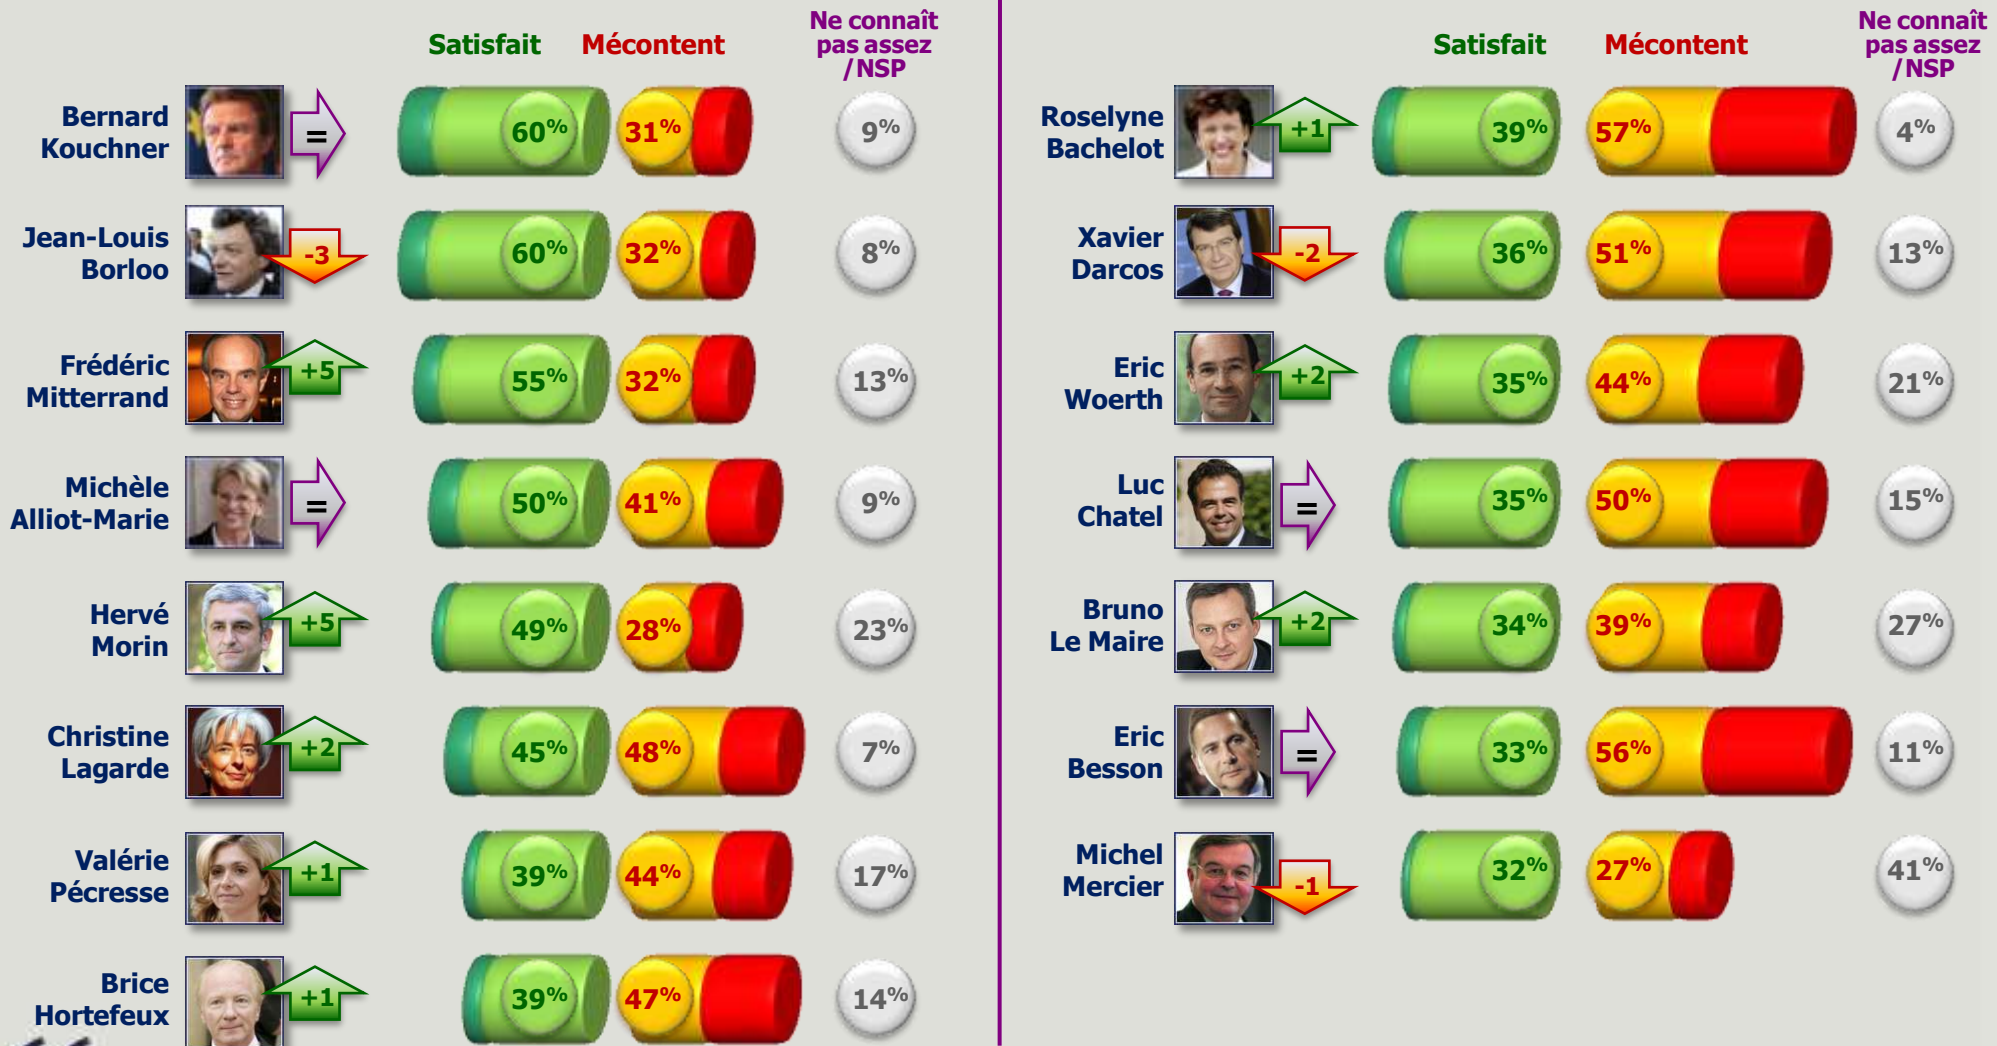 Satisfait Mécontent Ne connaît
pas assez
/NSP
Bernard
Kouchner
= 60% 31% 9%
Jean-Louis
Borloo
-3 60% 32% 8%
Frédéric
Mitterrand
+5 55% 32% 13%
Michèle
Alliot-Marie
= 50% 41% 9%
Hervé
Morin
+5 49% 28% 23%
Christine
Lagarde
+2 45% 48% 7%
Valérie
Pécresse
+1 39% 44% 17%
Brice
Hortefeux
+1 39% 47% 14%
Satisfait Mécontent Ne connaît
pas assez
/NSP
Roselyne
Bachelot
+1 39% 57% 4%
Xavier
Darcos
-2 36% 51% 13%
Eric
Woerth
+2 35% 44% 21%
Luc
Chatel
= 35% 50% 15%
Bruno
Le Maire
+2 34% 39% 27%
Eric
Besson
= 33% 56% 11%
Michel
Mercier
-1 32% 27% 41%